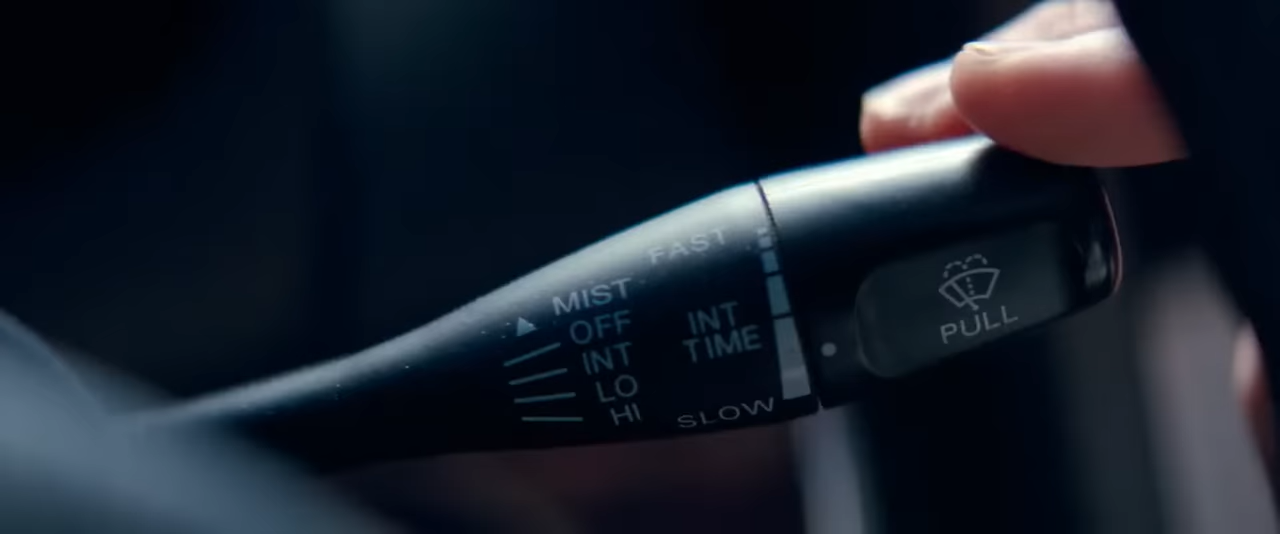 FAST
MIST
OFF
INT
LO
HI
INT
TIME
SLOW
PULL